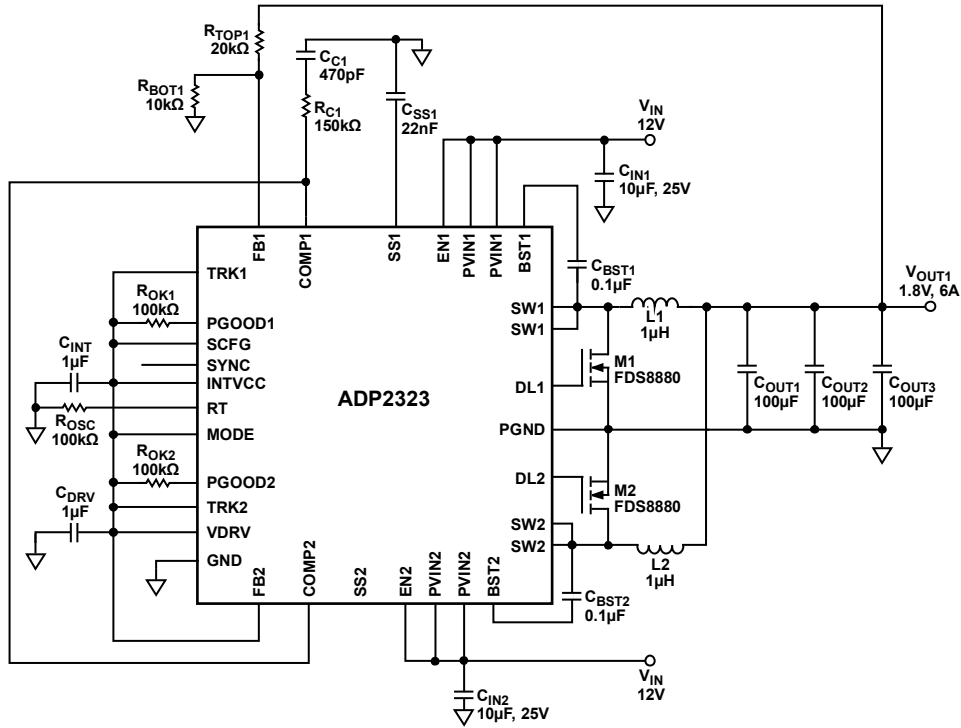 RTOP1
20kΩ
CC1
470pF
RBOT1
10kΩ
RC1
150kΩ
CSS1
22nF
VIN
12V
CIN1
10µF, 25V
FB1
COMP1
SS1
EN1
PVIN1
PVIN1
BST1
CBST1
0.1µF
TRK1
ROK1
100kΩ
PGOOD1
SCFG
CINT
1µF
SYNC
INTVCC
RT
ROSC
100kΩ
MODE
ROK2
100kΩ
PGOOD2
CDRV
1µF
TRK2
VDRV
GND
ADP2323
SW1
SW1
DL1
PGND
DL2
SW2
SW2
L1
1µH
VOUT1
1.8V, 6A
M1
FDS8880
COUT1
100µF
COUT2
100µF
COUT3
100µF
M2
FDS8880
L2
1µH
FB2
COMP2
SS2
EN2
PVIN2
PVIN2
BST2
CBST2
0.1µF
VIN
12V
CIN2
10µF, 25V